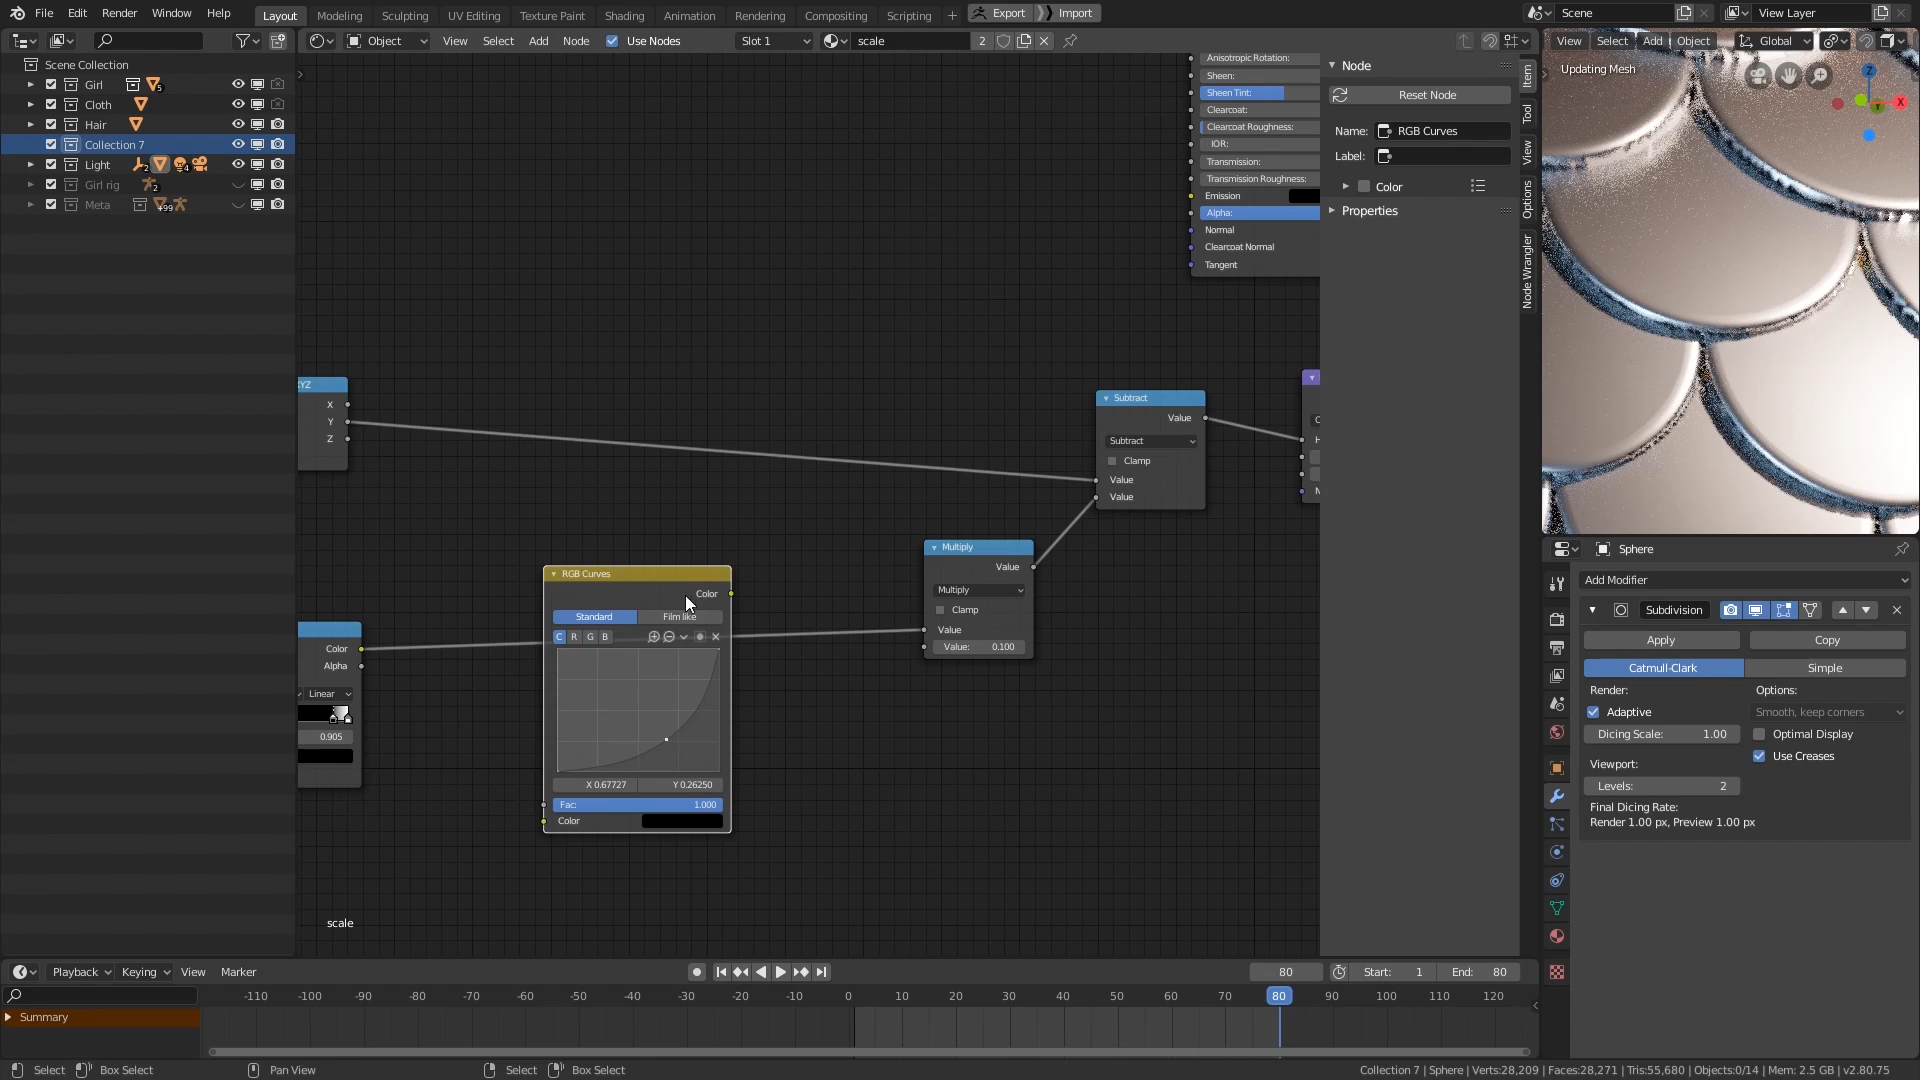 File Edit Render Window Help Layout Modeling Sculpting UV Editing Texture Paint Shading Animation Rendering Compositing Scripting + Export Import Scene View Layer
Object View Select Add Node Use Nodes Slot 1 scale 2 View Select Add Object Global
Scene Collection
Girl 5
Cloth
Hair
Collection 7
Light 2 4
Girl rig 2
Meta +99
Anisotropic Rotation:
Sheen:
Sheen Tint:
Clearcoat:
Clearcoat Roughness:
IOR:
Transmission:
Transmission Roughness:
Emission
Alpha:
Normal
Clearcoat Normal
Tangent
Node
Reset Node
Name: RGB Curves
Label:
Color
Properties
Item
Tool
View
Options
Node Wrangler
Updating Mesh
Z
X
Y
XYZ
X
Y
Z
Subtract
Value
Subtract
Clamp
Value
Value
Multiply
Value
Multiply
Clamp
Value
Value: 0.100
RGB Curves
Color
Standard Film like
C R G B
X 0.67727 Y 0.26250
Fac: 1.000
Color
Color
Alpha
Linear
0.905
scale
Sphere
Add Modifier
Subdivision
Apply Copy
Catmull-Clark Simple
Render: Options:
Adaptive Smooth, keep corners
Dicing Scale: 1.00 Optimal Display
Use Creases
Viewport:
Levels: 2
Final Dicing Rate:
Render 1.00 px, Preview 1.00 px
Playback Keying View Marker 80 Start: 1 End: 80
-110 -100 -90 -80 -70 -60 -50 -40 -30 -20 -10 0 10 20 30 40 50 60 70 80 90 100 110 120
Summary
Select Box Select Pan View Select Box Select Collection 7 | Sphere | Verts:28,209 | Faces:28,271 | Tris:55,680 | Objects:0/14 | Mem: 2.5 GB | v2.80.75